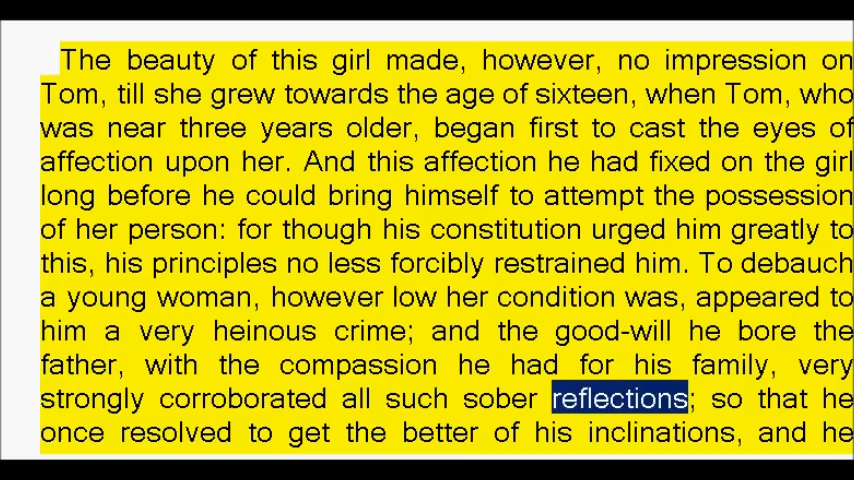 The beauty of this girl made, however, no impression on
Tom, till she grew towards the age of sixteen, when Tom, who
was near three years older, began first to cast the eyes of
affection upon her. And this affection he had fixed on the girl
long before he could bring himself to attempt the possession
of her person: for though his constitution urged him greatly to
this, his principles no less forcibly restrained him. To debauch
a young woman, however low her condition was, appeared to
him a very heinous crime; and the good-will he bore the
father, with the compassion he had for his family, very
strongly corroborated all such sober reflections; so that he
once resolved to get the better of his inclinations, and he